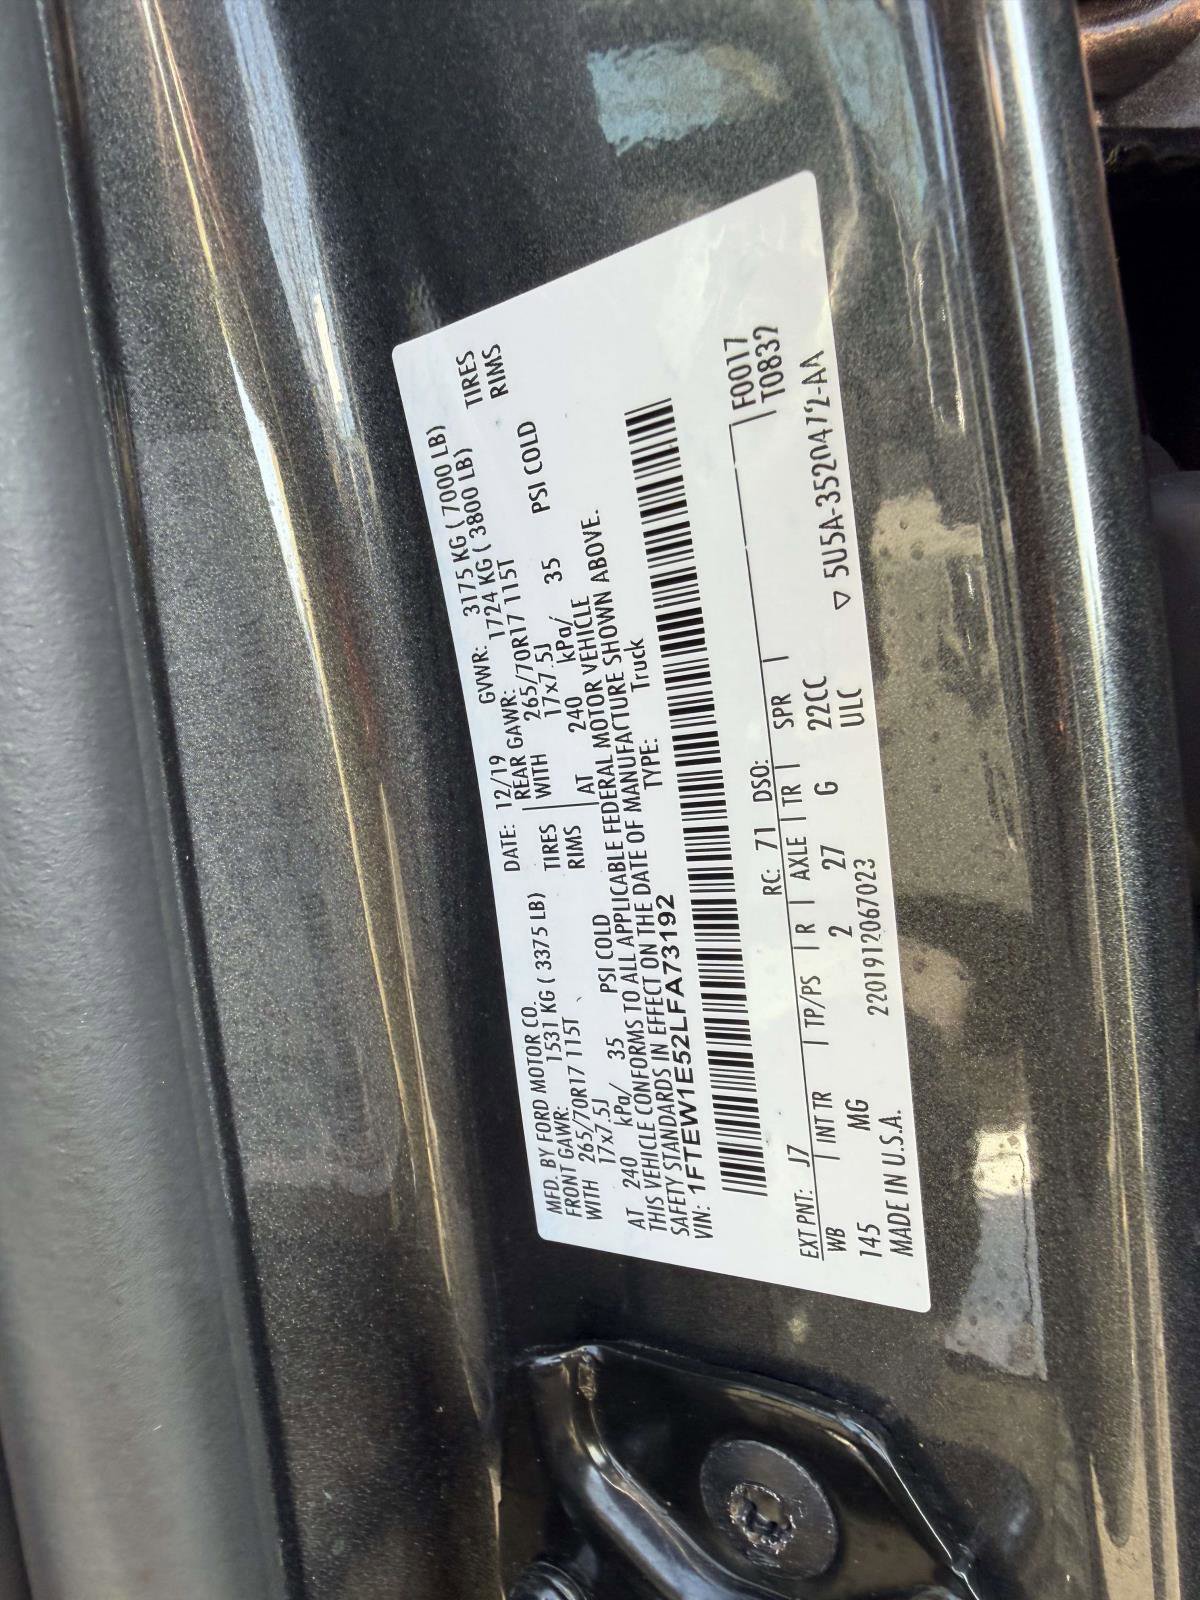 MFD. BY FORD MOTOR CO. DATE: 12/19 GVWR: 3175 KG ( 7000 LB)
FRONT GAWR: 1531 KG ( 3375 LB) REAR GAWR: 1724 KG ( 3800 LB)
WITH 265/70R17 115T TIRES WITH 265/70R17 115T TIRES
17x7.5J RIMS 17x7.5J RIMS
AT 240 kPa/ 35 PSI COLD AT 240 kPa/ 35 PSI COLD
THIS VEHICLE CONFORMS TO ALL APPLICABLE FEDERAL MOTOR VEHICLE
SAFETY STANDARDS IN EFFECT ON THE DATE OF MANUFACTURE SHOWN ABOVE.
VIN: 1FTEW1E52LFA73192 TYPE: Truck
EXT PNT: J7 RC: 71 DSO: F0017
WB INT TR TP/PS R AXLE TR SPR T0832
145 MG 2 27 G 22CC
ULC
MADE IN U.S.A. 220191206702​3 ▽ 5U5A-3520472-AA